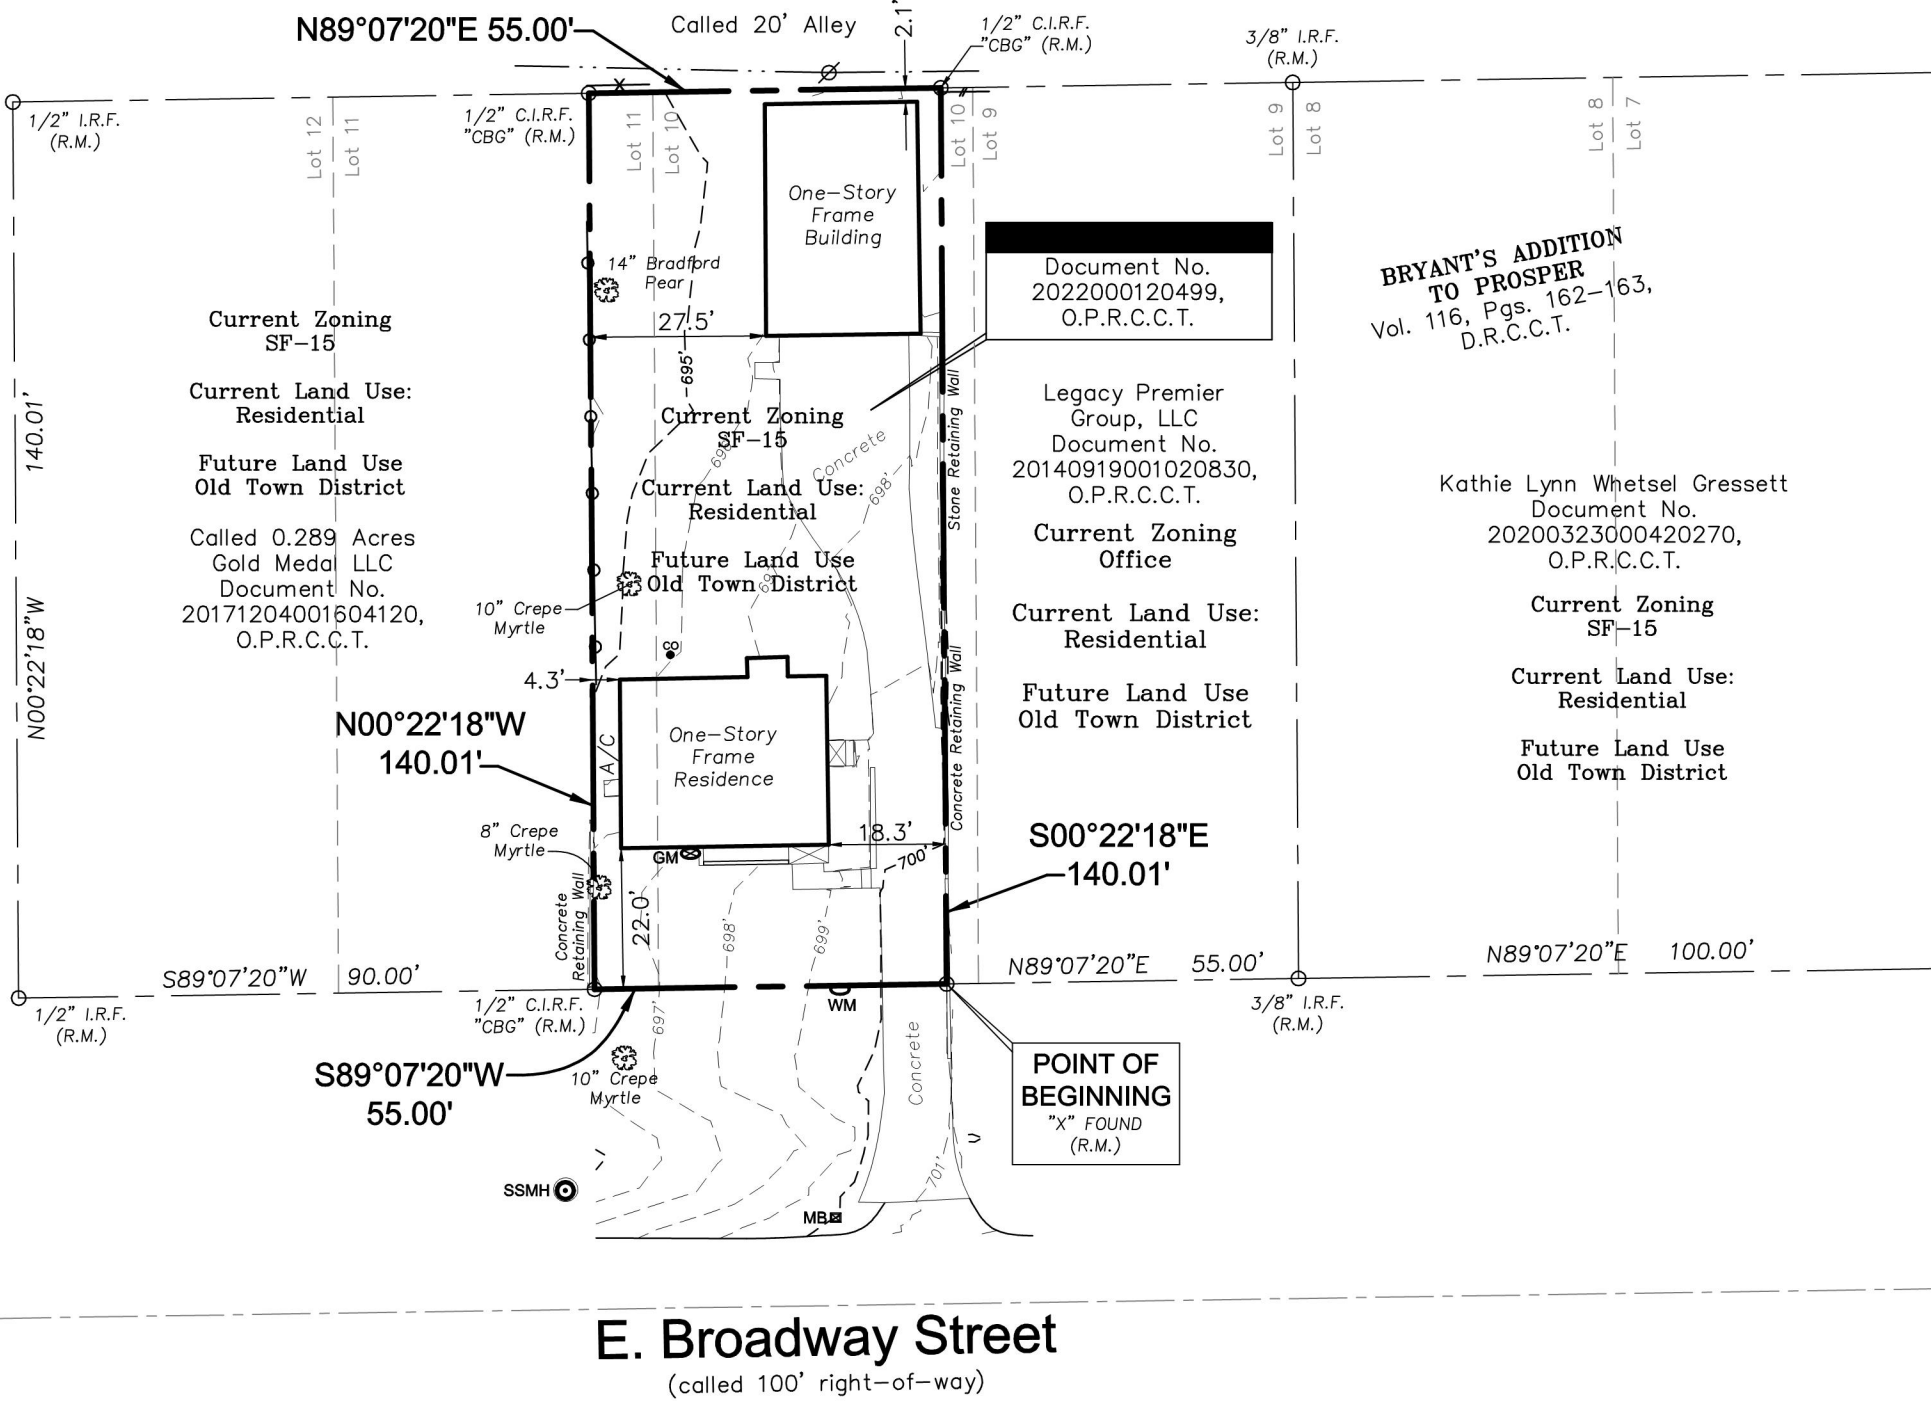 N89°07'20"E 55.00'
Called 20' Alley
2.1'
1/2" C.I.R.F.
"CBG" (R.M.)
3/8" I.R.F.
(R.M.)
1/2" I.R.F.
(R.M.)
Lot 12
Lot 11
1/2" C.I.R.F.
"CBG" (R.M.)
Lot 11
Lot 10
Lot 10
Lot 9
Lot 9
Lot 8
Lot 8
Lot 7
One-Story
Frame
Building
14" Bradford
Pear
27.5'
695'
Document No.
2022000120499,
O.P.R.C.C.T.
BRYANT'S ADDITION
TO PROSPER
Vol. 116, Pgs. 162-163,
D.R.C.C.T.
Current Zoning
SF-15
Current Land Use:
Residential
Future Land Use
Old Town District
Called 0.289 Acres
Gold Medal LLC
Document No.
20171204001604120,
O.P.R.C.C.T.
140.01'
N00°22'18"W
Current Zoning
SF-15
Current Land Use:
Residential
Future Land Use
Old Town District
696'
697'
698'
Concrete
Stone Retaining Wall
Legacy Premier
Group, LLC
Document No.
20140919001020830,
O.P.R.C.C.T.
Current Zoning
Office
Current Land Use:
Residential
Future Land Use
Old Town District
Kathie Lynn Whetsel Gressett
Document No.
20200323000420270,
O.P.R.C.C.T.
Current Zoning
SF-15
Current Land Use:
Residential
Future Land Use
Old Town District
10" Crepe
Myrtle
CO
4.3'
N00°22'18"W
140.01'
A/C
One-Story
Frame
Residence
Concrete Retaining Wall
8" Crepe
Myrtle
GM
18.3'
700'
S00°22'18"E
140.01'
Concrete
Retaining Wall
22.0'
698'
699'
S89°07'20"W 90.00'
N89°07'20"E 55.00'
N89°07'20"E 100.00'
1/2" I.R.F.
(R.M.)
1/2" C.I.R.F.
"CBG" (R.M.)
697'
WM
3/8" I.R.F.
(R.M.)
S89°07'20"W
55.00'
10" Crepe
Myrtle
Concrete
POINT OF
BEGINNING
"X" FOUND
(R.M.)
701'
SSMH
MB
E. Broadway Street
(called 100' right-of-way)